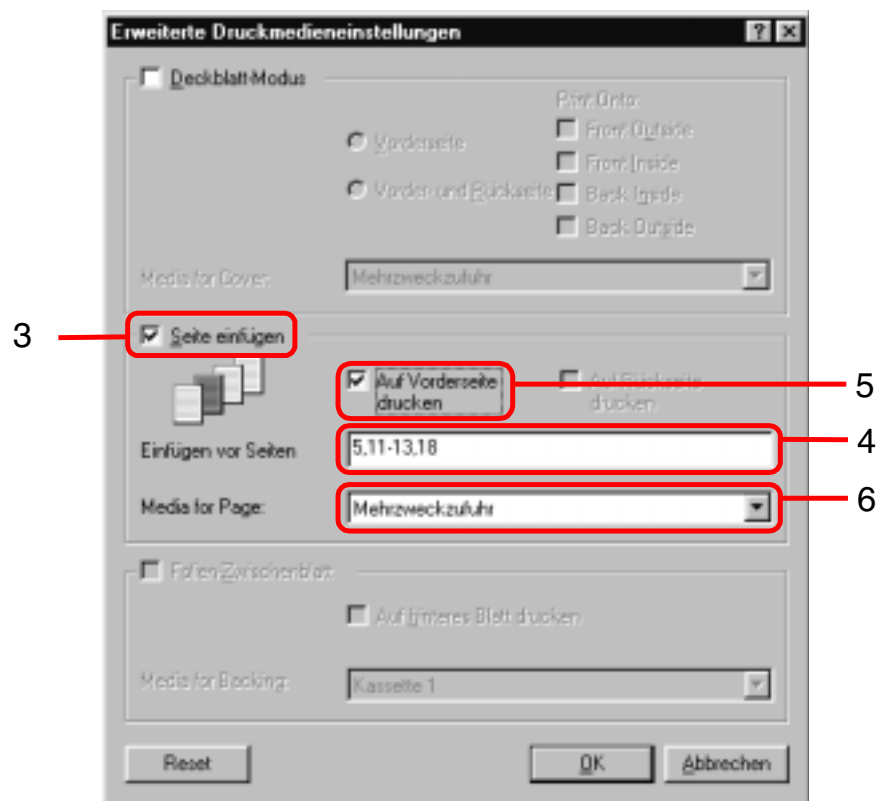 Erweiterte Druckmedieneinstellungen
Deckblatt-Modus
Print Onto:
Vorderseite
Front Outside
Front Inside
Vorder- und Rückseite
Back Inside
Back Outside
Media for Cover:
Mehrzweckzufuhr
3
Seite einfügen
Auf Vorderseite
drucken
Auf Rückseite
drucken
5
Einfügen vor Seiten
5,11-13,18
4
Media for Page:
Mehrzweckzufuhr
6
Folien Zwischenblatt
Auf hinteres Blatt drucken
Media for Backing:
Kassette 1
Reset
OK
Abbrechen